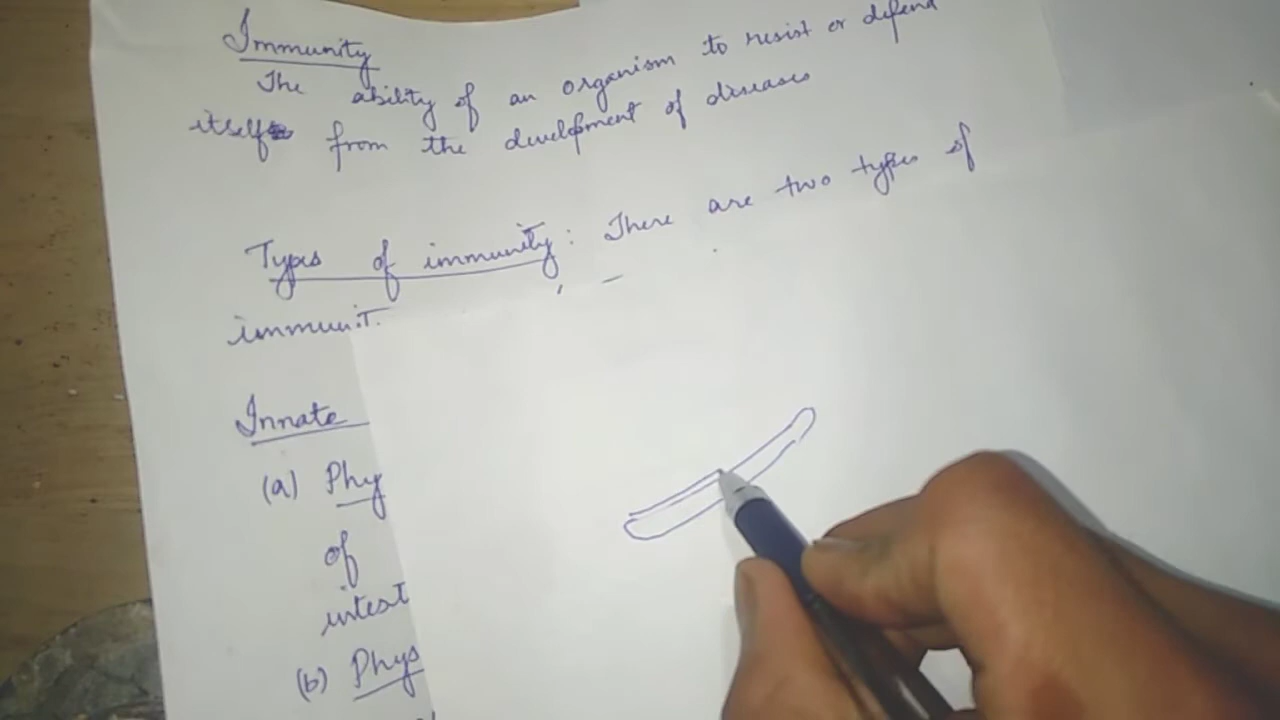 Immunity
The ability of an organism to resist or defend
itself from the development of diseases
Types of immunity: There are two types of
immunit.
Innate
(a) Phy
of
intest
(b) Phys